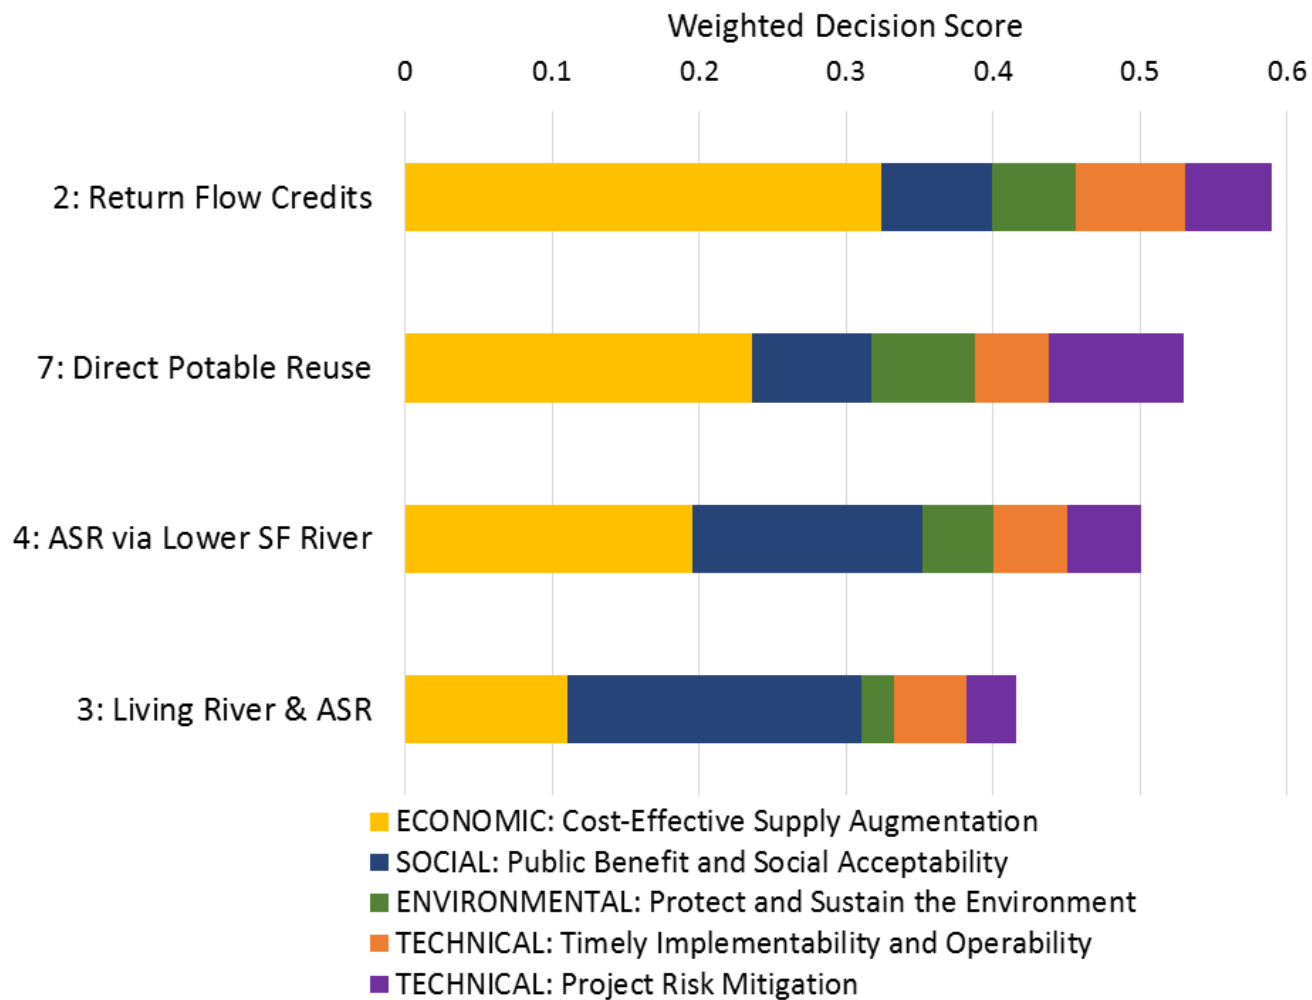 Weighted Decision Score
0 0.1 0.2 0.3 0.4 0.5 0.6
2: Return Flow Credits
7: Direct Potable Reuse
4: ASR via Lower SF River
3: Living River & ASR
ECONOMIC: Cost-Effective Supply Augmentation
SOCIAL: Public Benefit and Social Acceptability
ENVIRONMENTAL: Protect and Sustain the Environment
TECHNICAL: Timely Implementability and Operability
TECHNICAL: Project Risk Mitigation